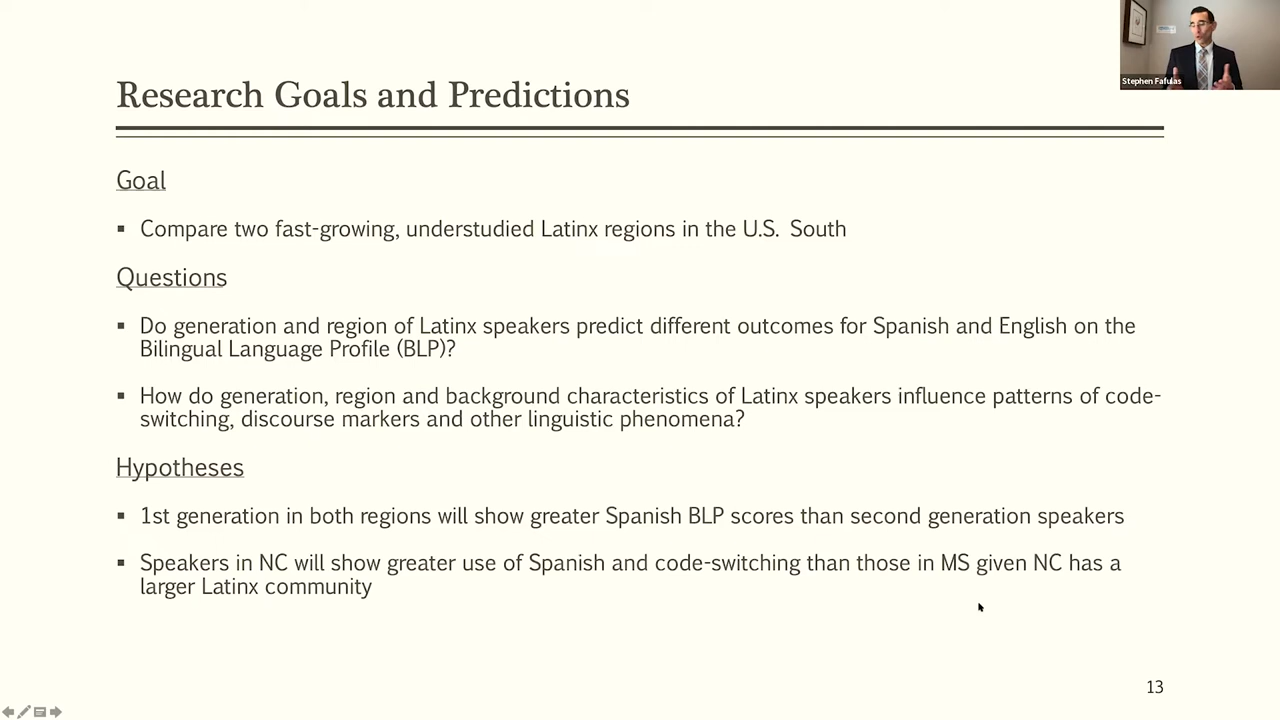 Stephen Fafulas
Research Goals and Predictions
Goal
▪ Compare two fast-growing, understudied Latinx regions in the U.S. South
Questions
▪ Do generation and region of Latinx speakers predict different outcomes for Spanish and English on the
Bilingual Language Profile (BLP)?
▪ How do generation, region and background characteristics of Latinx speakers influence patterns of code-
switching, discourse markers and other linguistic phenomena?
Hypotheses
▪ 1st generation in both regions will show greater Spanish BLP scores than second generation speakers
▪ Speakers in NC will show greater use of Spanish and code-switching than those in MS given NC has a
larger Latinx community
13